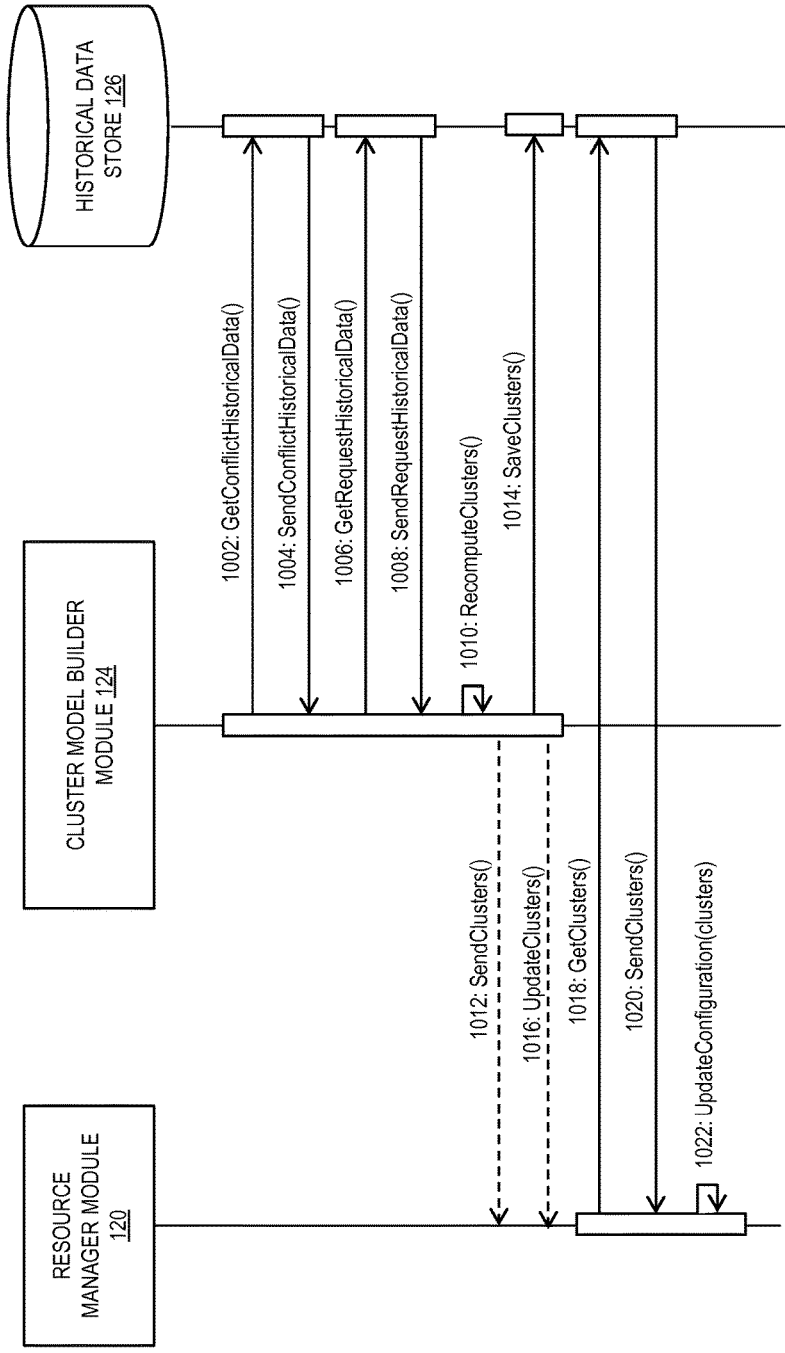 RESOURCE
MANAGER MODULE
120
CLUSTER MODEL BUILDER
MODULE 124
HISTORICAL DATA
STORE 126
1002: GetConflictHistoricalData()
1004: SendConflictHistoricalData()
1006: GetRequestHistoricalData()
1008: SendRequestHistoricalData()
1010: RecomputeClusters()
1012: SendClusters()
1014: SaveClusters()
1016: UpdateClusters()
1018: GetClusters()
1020: SendClusters()
1022: UpdateConfiguration(clusters)